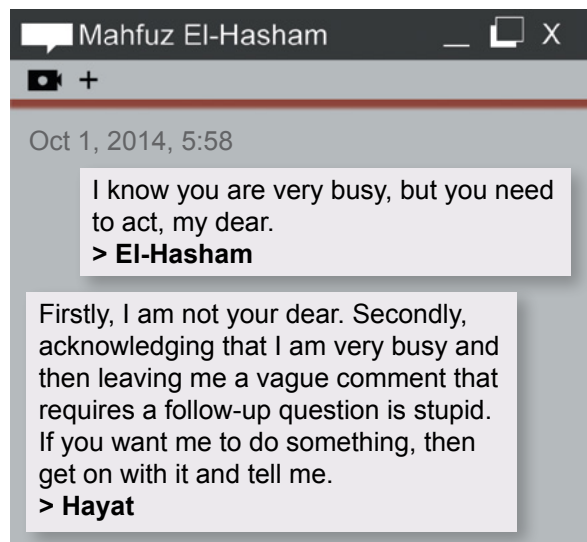 Mahfuz El-Hasham
Oct 1, 2014, 5:58
I know you are very busy, but you need
to act, my dear.
> El-Hasham
Firstly, I am not your dear. Secondly,
acknowledging that I am very busy and
then leaving me a vague comment that
requires a follow-up question is stupid.
If you want me to do something, then
get on with it and tell me.
> Hayat